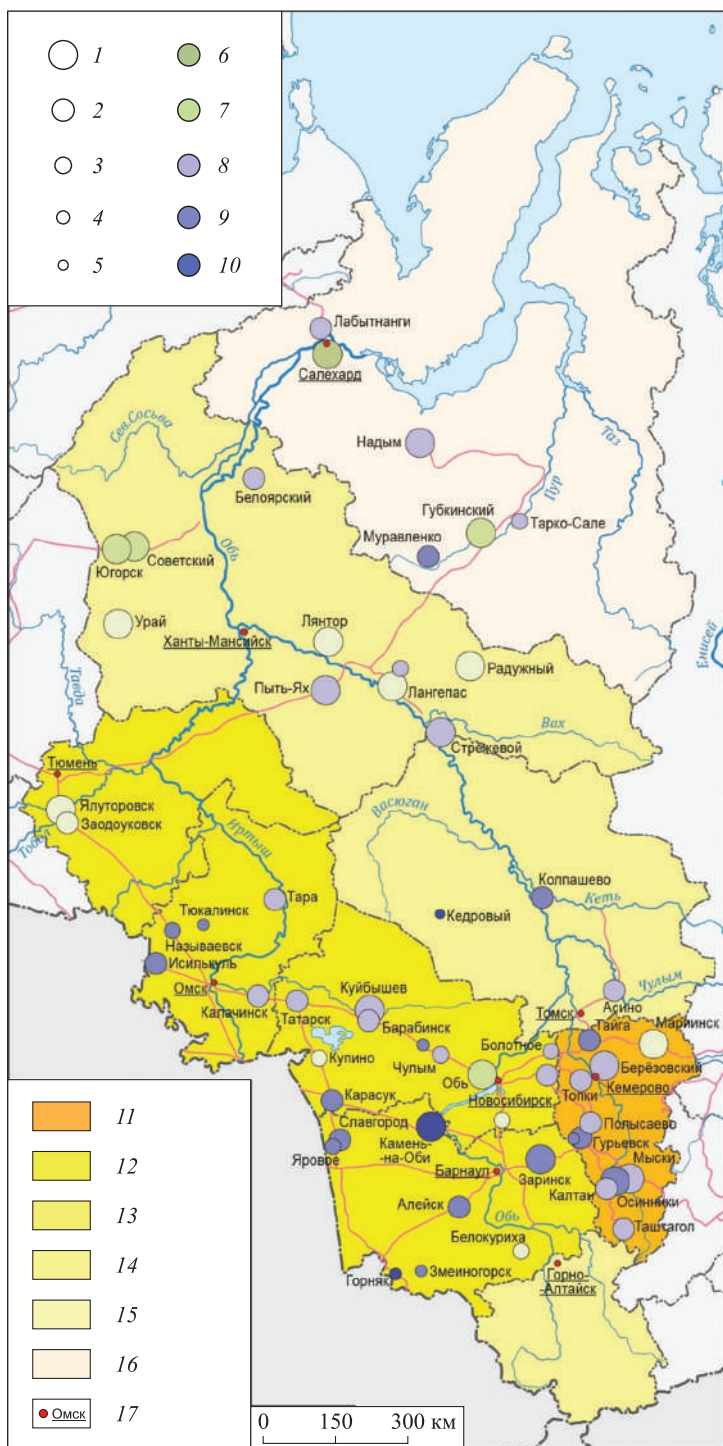 1
6
2
7
3
8
4
9
5
10
Лабытнанги
Салехард
Сев.Сосьва
Надым
Таз
Белоярский
Губкинский
Пур
Тарко-Сале
Муравленко
Обь
Советский
Югорск
Урай
Лянтор
Ханты-Мансийск
Радужный
Енисей
Тавда
Пыть-Ях
Лангепас
Вах
Стрежевой
Тюмень
Ялуторовск
Васюган
Заодоуковск
Тобол
Иртыш
Колпашево
Тара
Кеть
Тюкалинск
Кедровый
Называевск
Исилькуль
Омск
Куйбышев
Асино
Чулым
Калачинск
Татарск
Томск
Тайга
Мариинск
Барабинск
Болотное
Купино
Чулым
Берёзовский
Обь
Кемерово
Новосибирск
Топки
Карасук
Славгород
Полысаево
Камень-
-на-Оби
Гурьевск
Яровое
Мыски
Барнаул
Заринск
Калтан
Осинники
Алейск
Обь
Таштагол
Белокуриха
Горняк
Змеиногорск
Горно-
-Алтайск
11
12
13
14
15
16
Омск 17
0 150 300 км